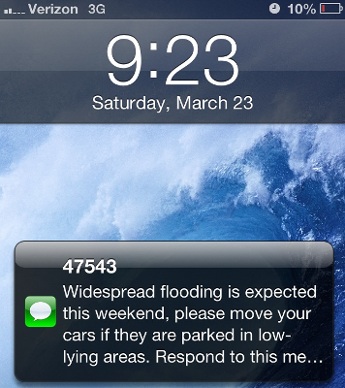 Verizon 3G 10%
9:23
Saturday, March 23
47543
Widespread flooding is expected
this weekend, please move your
cars if they are parked in low-
lying areas. Respond to this me...